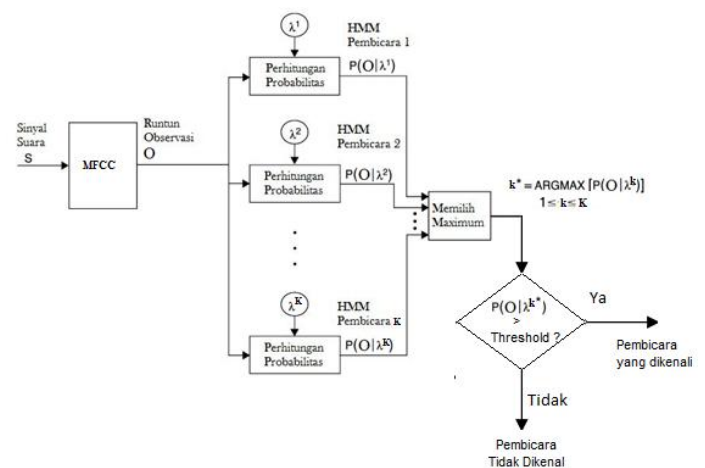 λ¹
HMM
Pembicara 1
Perhitungan
Probabilitas
P(O|λ¹)
Sinyal
Suara
S
MFCC
Runtun
Observasi
O
λ²
HMM
Pembicara 2
Perhitungan
Probabilitas
P(O|λ²)
Memilih
Maximum
k* = ARGMAX [P(O|λᵏ)]
1 ≤ k ≤ K
λᴷ
HMM
Pembicara K
Perhitungan
Probabilitas
P(O|λᴷ)
P(O|λᵏ*)
>
Threshold ?
Ya
Pembicara
yang dikenali
Tidak
Pembicara
Tidak Dikenal